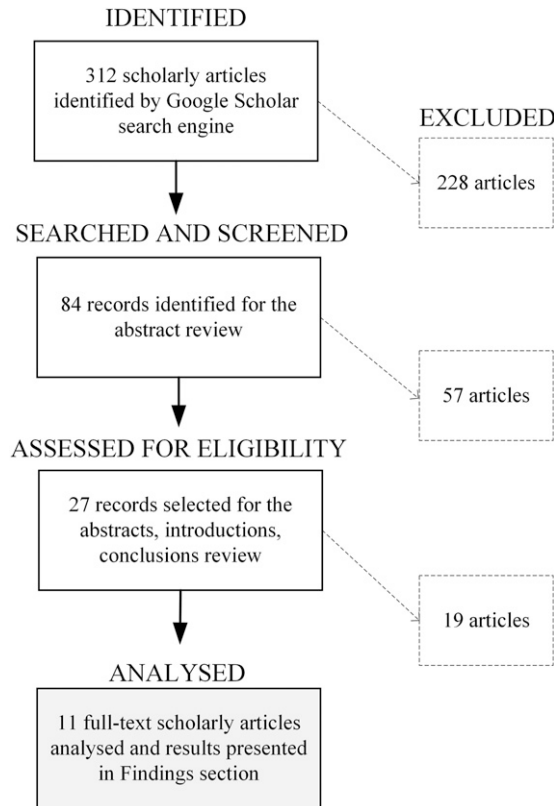 IDENTIFIED
312 scholarly articles
identified by Google Scholar
search engine
EXCLUDED
228 articles
SEARCHED AND SCREENED
84 records identified for the
abstract review
57 articles
ASSESSED FOR ELIGIBILITY
27 records selected for the
abstracts, introductions,
conclusions review
19 articles
ANALYSED
11 full-text scholarly articles
analysed and results presented
in Findings section